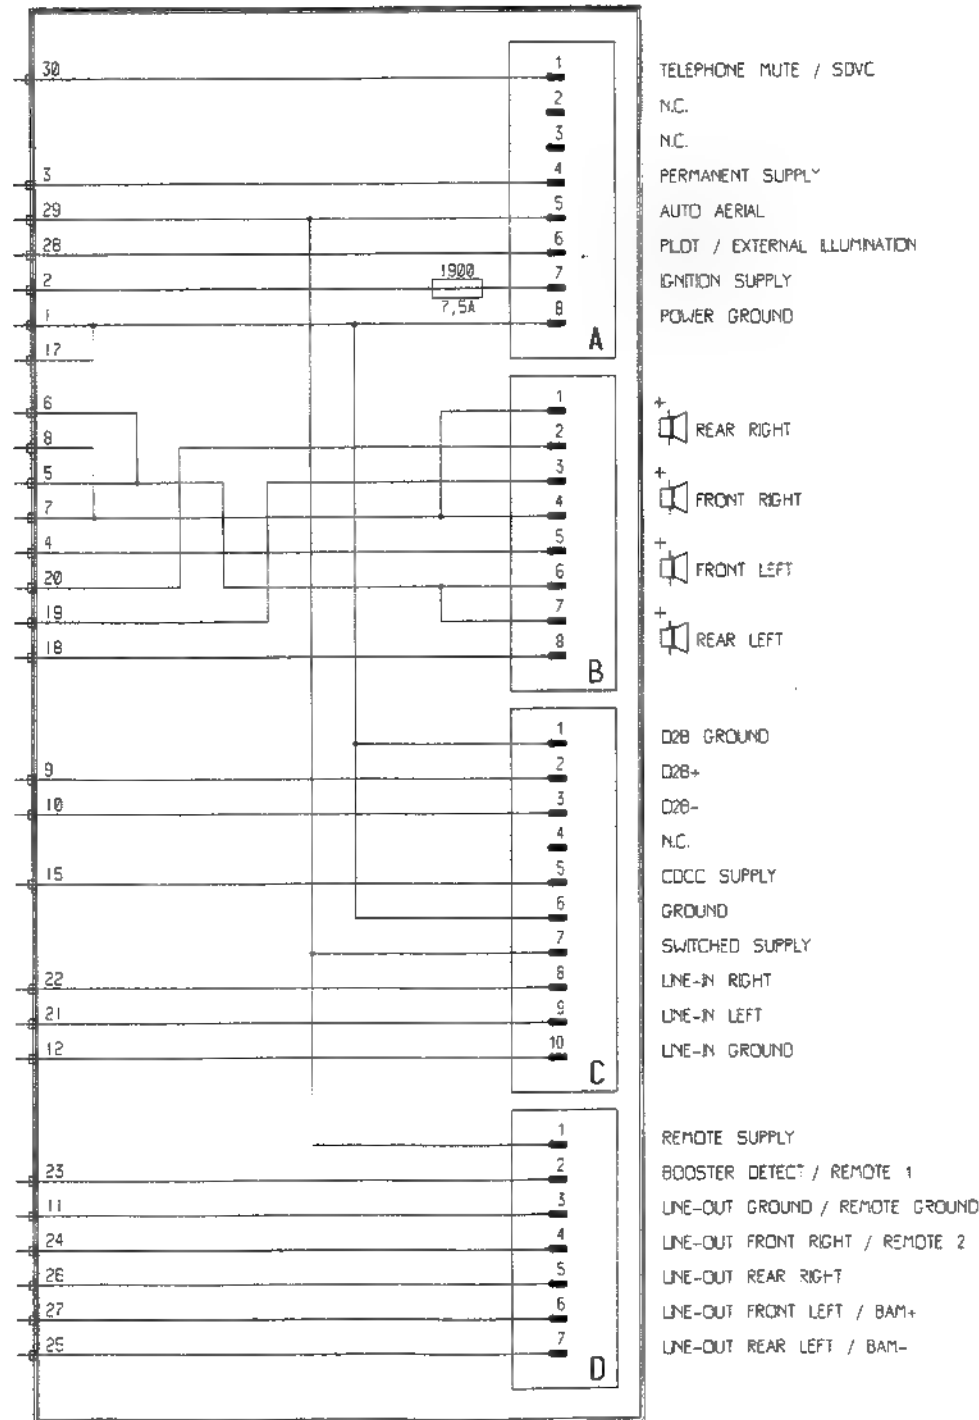 30 1 TELEPHONE MUTE / SDVC
2 N.C.
3 N.C.
3 4 PERMANENT SUPPLY
29 5 AUTO AERIAL
28 6 PILOT / EXTERNAL ILLUMINATION
2 1900 7 IGNITION SUPPLY
7,5A
1 8 POWER GROUND
A
17
6 1
+
REAR RIGHT
8 2
5 3
+
FRONT RIGHT
7 4
4 5
+
FRONT LEFT
20 6
19 7
+
REAR LEFT
18 8
B
1 D2B GROUND
9 2 D2B+
10 3 D2B-
4 N.C.
15 5 CDCC SUPPLY
6 GROUND
7 SWITCHED SUPPLY
22 8 LINE-IN RIGHT
21 9 LINE-IN LEFT
12 10 LINE-IN GROUND
C
1 REMOTE SUPPLY
23 2 BOOSTER DETECT / REMOTE 1
11 3 LINE-OUT GROUND / REMOTE GROUND
24 4 LINE-OUT FRONT RIGHT / REMOTE 2
26 5 LINE-OUT REAR RIGHT
27 6 LINE-OUT FRONT LEFT / BAM+
25 7 LINE-OUT REAR LEFT / BAM-
D